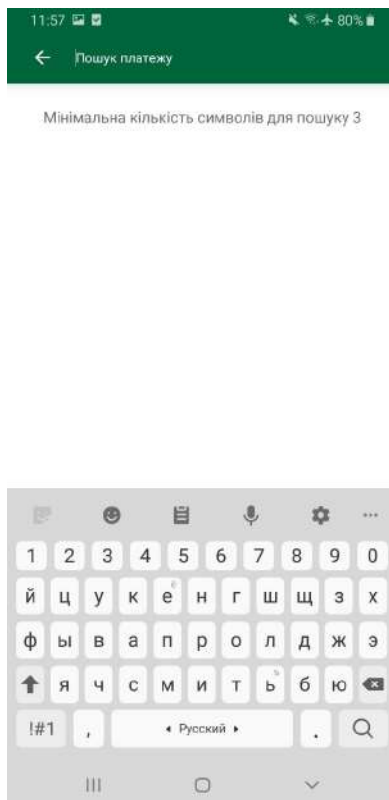 11:57 80%
Пошук платежу
Мінімальна кількість символів для пошуку 3
1 2 3 4 5 6 7 8 9 0
й ц у к е ё н г ш щ з х
ф ы в а п р о л д ж э
я ч с м и т ь ъ б ю
!#1 , Русский .